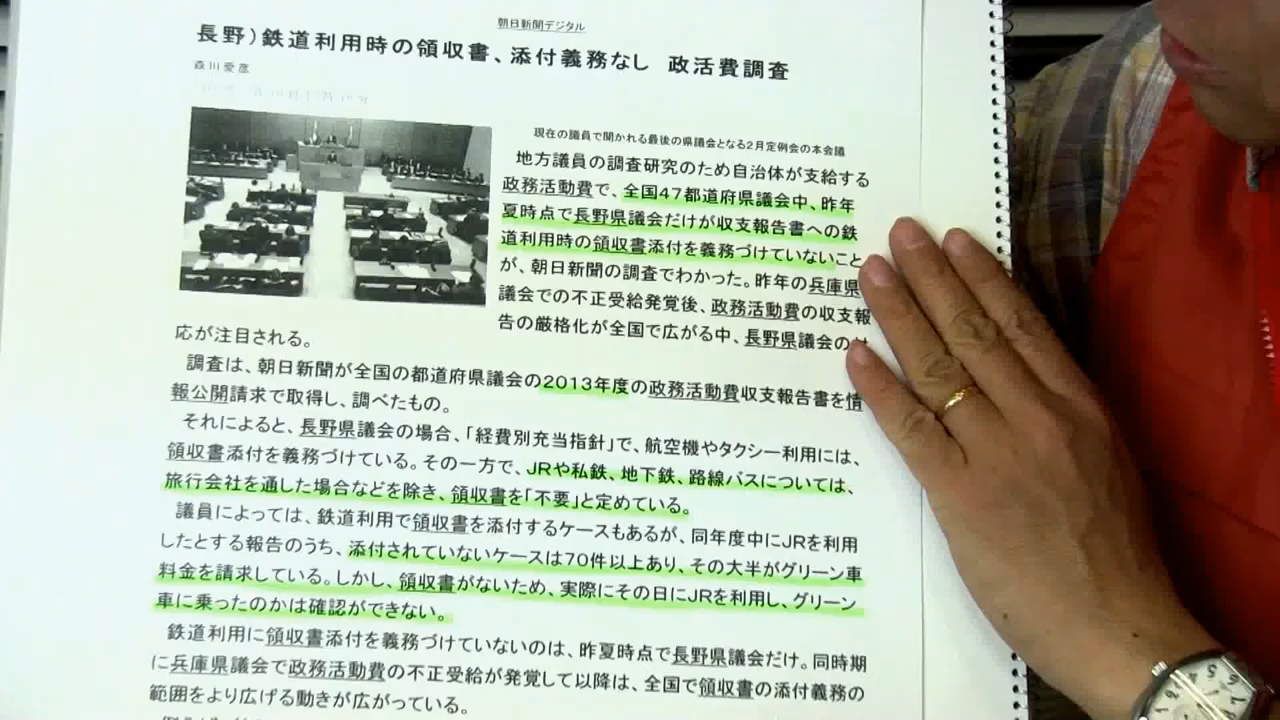 朝日新聞デジタル
長野）鉄道利用時の領収書、添付義務なし　政活費調査
森川愛彦
現在の議員で開かれる最後の県議会となる2月定例会の本会議
地方議員の調査研究のため自治体が支給する
政務活動費で、全国47都道府県議会中、昨年
夏時点で長野県議会だけが収支報告書への鉄
道利用時の領収書添付を義務づけていないこと
が、朝日新聞の調査でわかった。昨年の兵庫県
議会での不正受給発覚後、政務活動費の収支報
告の厳格化が全国で広がる中、長野県議会の
応が注目される。
調査は、朝日新聞が全国の都道府県議会の2013年度の政務活動費収支報告書を情
報公開請求で取得し、調べたもの。
それによると、長野県議会の場合、「経費別充当指針」で、航空機やタクシー利用には、
領収書添付を義務づけている。その一方で、JRや私鉄、地下鉄、路線バスについては、
旅行会社を通した場合などを除き、領収書を「不要」と定めている。
議員によっては、鉄道利用で領収書を添付するケースもあるが、同年度中にJRを利用
したとする報告のうち、添付されていないケースは70件以上あり、その大半がグリーン車
料金を請求している。しかし、領収書がないため、実際にその日にJRを利用し、グリーン
車に乗ったのかは確認ができない。
鉄道利用に領収書添付を義務づけていないのは、昨夏時点で長野県議会だけ。同時期
に兵庫県議会で政務活動費の不正受給が発覚して以降は、全国で領収書の添付義務の
範囲をより広げる動きが広がっている。